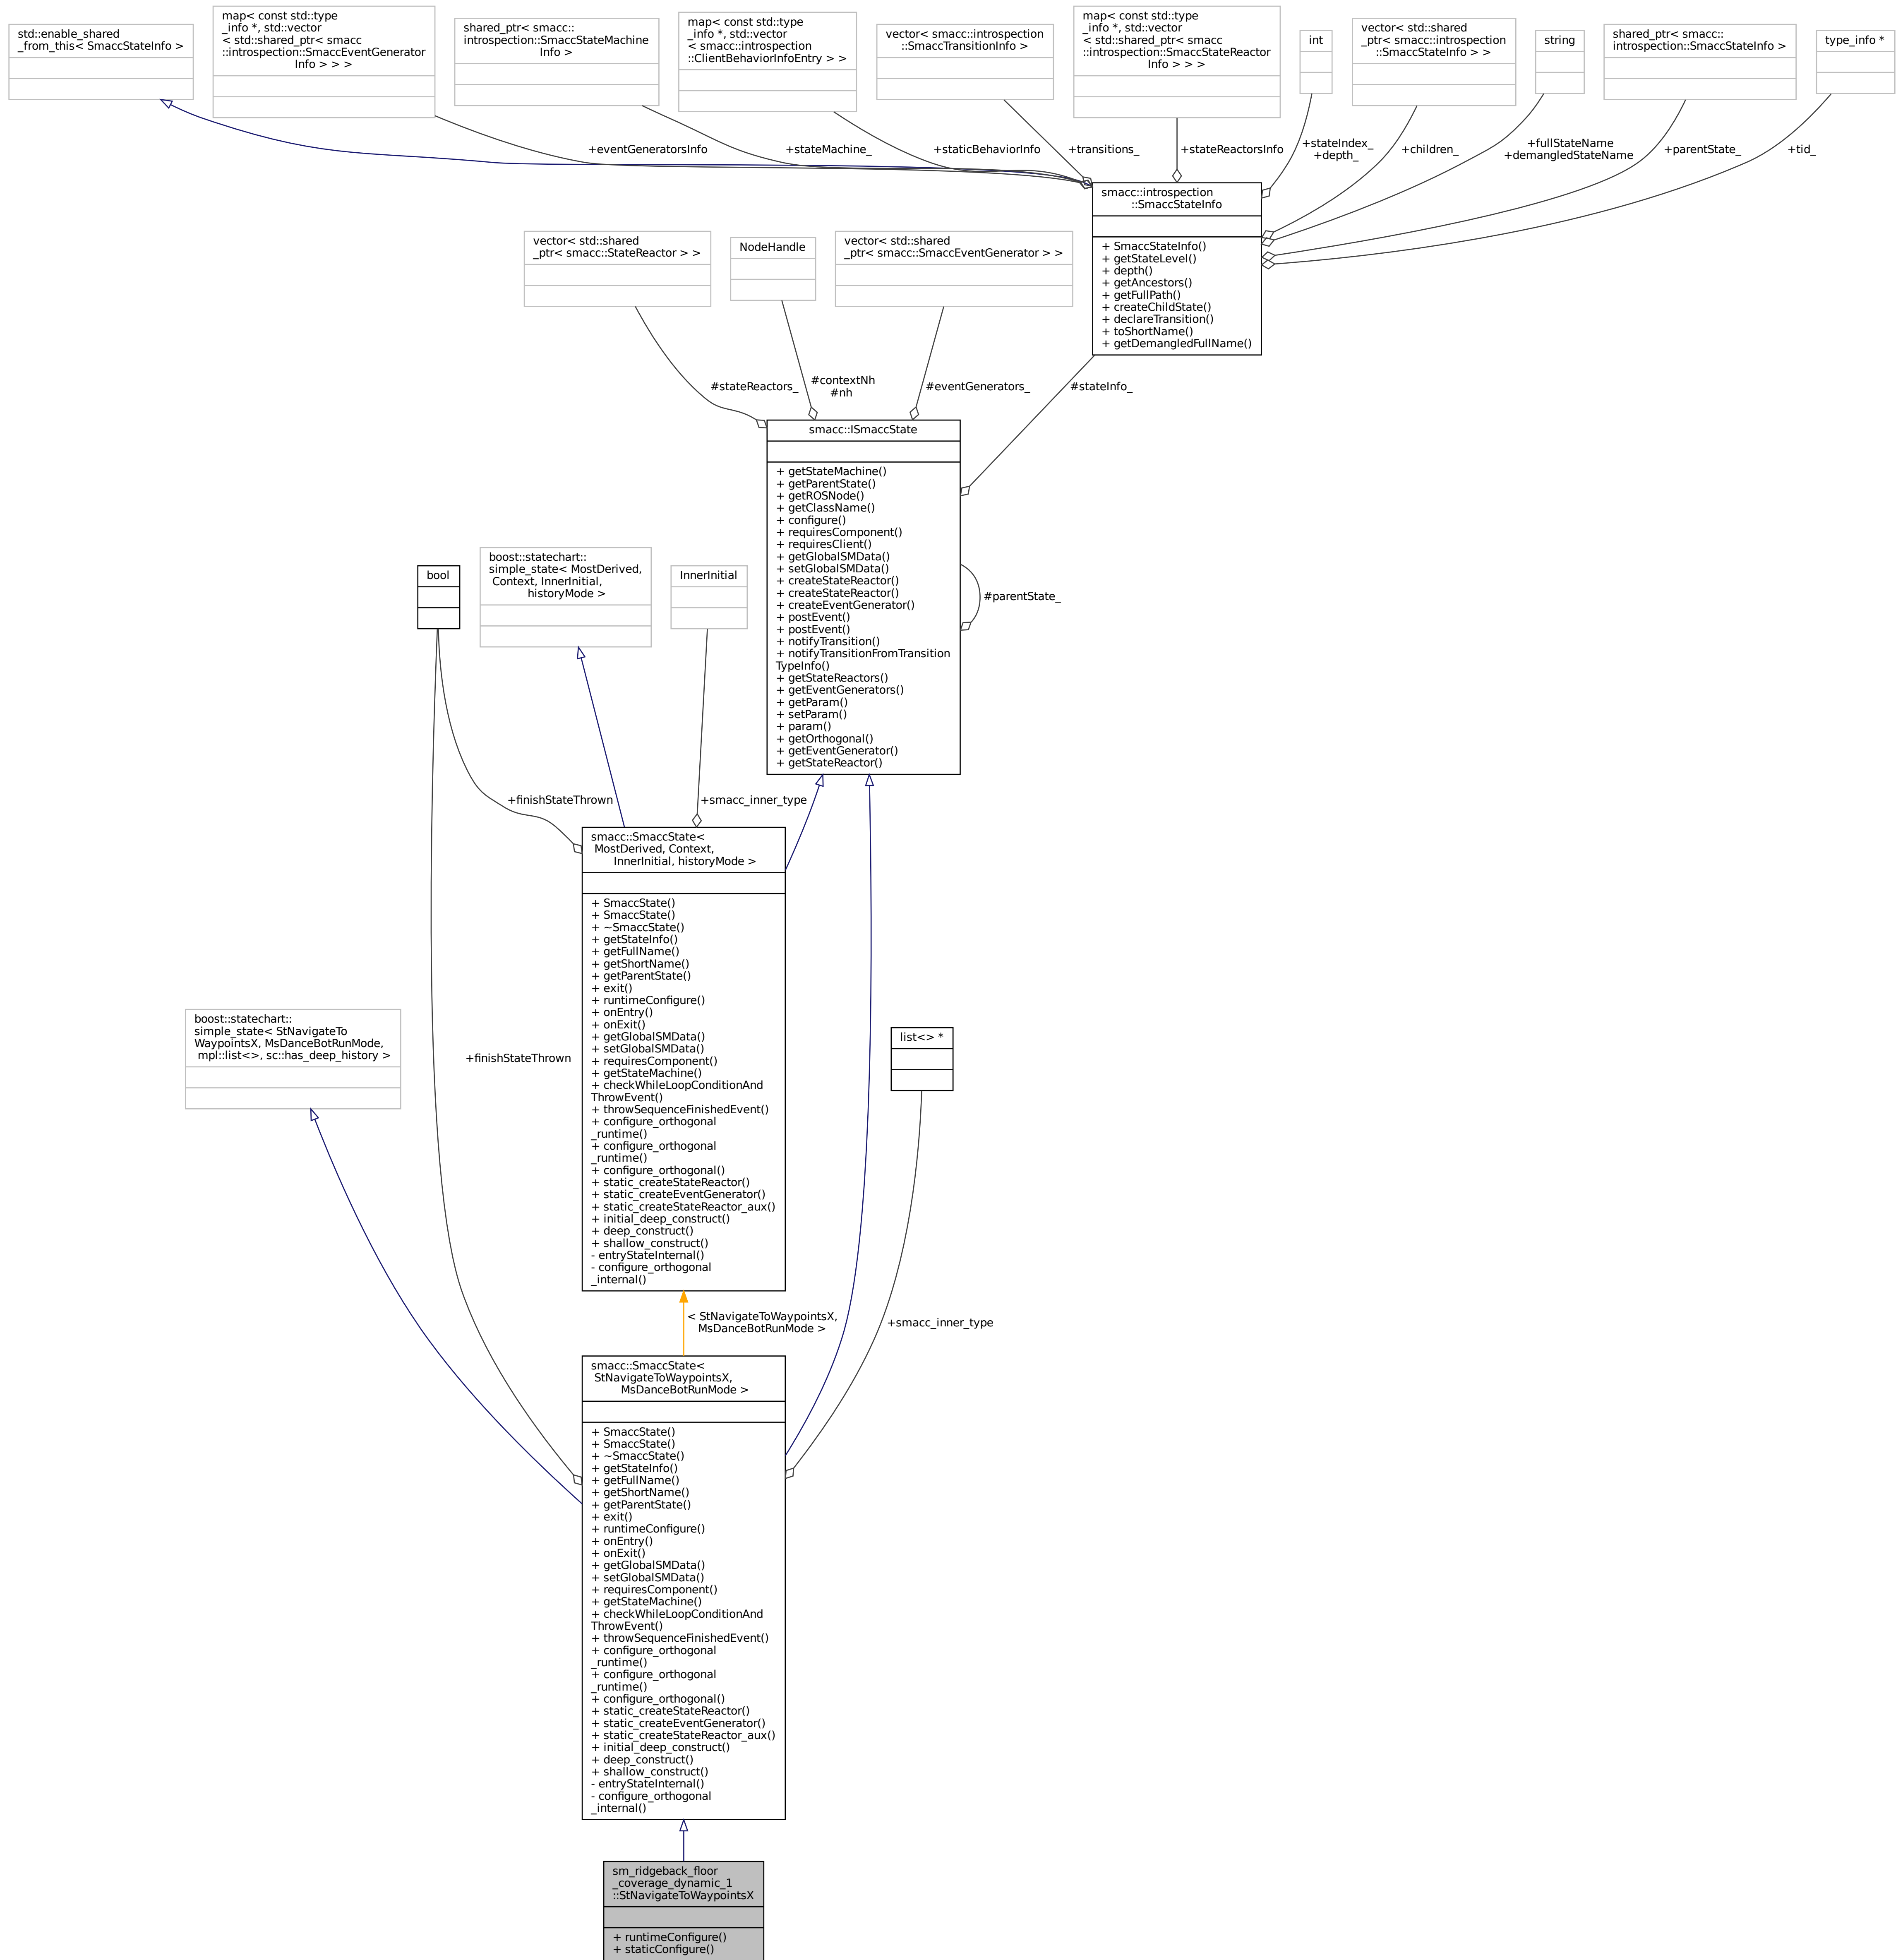 std::enable_shared
_from_this< SmaccStateInfo >
map< const std::type
_info *, std::vector
< std::shared_ptr< smacc
::introspection::SmaccEventGenerator
Info > > >
shared_ptr< smacc::
introspection::SmaccStateMachine
Info >
map< const std::type
_info *, std::vector
< smacc::introspection
::ClientBehaviorInfoEntry > >
vector< smacc::introspection
::SmaccTransitionInfo >
map< const std::type
_info *, std::vector
< std::shared_ptr< smacc
::introspection::SmaccStateReactor
Info > > >
int
vector< std::shared
_ptr< smacc::introspection
::SmaccStateInfo > >
string
shared_ptr< smacc::
introspection::SmaccStateInfo >
type_info *
+eventGeneratorsInfo
+stateMachine_
+staticBehaviorInfo
+transitions_
+stateReactorsInfo
+stateIndex_
+depth_
+children_
+fullStateName
+demangledStateName
+parentState_
+tid_
smacc::introspection
::SmaccStateInfo
+ SmaccStateInfo()
+ getStateLevel()
+ depth()
+ getAncestors()
+ getFullPath()
+ createChildState()
+ declareTransition()
+ toShortName()
+ getDemangledFullName()
vector< std::shared
_ptr< smacc::StateReactor > >
NodeHandle
vector< std::shared
_ptr< smacc::SmaccEventGenerator > >
#stateReactors_
#contextNh
#nh
#eventGenerators_
#stateInfo_
smacc::ISmaccState
+ getStateMachine()
+ getParentState()
+ getROSNode()
+ getClassName()
+ configure()
+ requiresComponent()
+ requiresClient()
+ getGlobalSMData()
+ setGlobalSMData()
+ createStateReactor()
+ createStateReactor()
+ createEventGenerator()
+ postEvent()
+ postEvent()
+ notifyTransition()
+ notifyTransitionFromTransition
TypeInfo()
+ getStateReactors()
+ getEventGenerators()
+ getParam()
+ setParam()
+ param()
+ getOrthogonal()
+ getEventGenerator()
+ getStateReactor()
#parentState_
bool
boost::statechart::
simple_state< MostDerived,
Context, InnerInitial,
historyMode >
InnerInitial
+finishStateThrown
+smacc_inner_type
smacc::SmaccState<
MostDerived, Context,
InnerInitial, historyMode >
+ SmaccState()
+ SmaccState()
+ ~SmaccState()
+ getStateInfo()
+ getFullName()
+ getShortName()
+ getParentState()
+ exit()
+ runtimeConfigure()
+ onEntry()
+ onExit()
+ getGlobalSMData()
+ setGlobalSMData()
+ requiresComponent()
+ getStateMachine()
+ checkWhileLoopConditionAnd
ThrowEvent()
+ throwSequenceFinishedEvent()
+ configure_orthogonal
_runtime()
+ configure_orthogonal
_runtime()
+ configure_orthogonal()
+ static_createStateReactor()
+ static_createEventGenerator()
+ static_createStateReactor_aux()
+ initial_deep_construct()
+ deep_construct()
+ shallow_construct()
- entryStateInternal()
- configure_orthogonal
_internal()
boost::statechart::
simple_state< StNavigateTo
WaypointsX, MsDanceBotRunMode,
mpl::list<>, sc::has_deep_history >
+finishStateThrown
list<> *
< StNavigateToWaypointsX,
MsDanceBotRunMode >
+smacc_inner_type
smacc::SmaccState<
StNavigateToWaypointsX,
MsDanceBotRunMode >
+ SmaccState()
+ SmaccState()
+ ~SmaccState()
+ getStateInfo()
+ getFullName()
+ getShortName()
+ getParentState()
+ exit()
+ runtimeConfigure()
+ onEntry()
+ onExit()
+ getGlobalSMData()
+ setGlobalSMData()
+ requiresComponent()
+ getStateMachine()
+ checkWhileLoopConditionAnd
ThrowEvent()
+ throwSequenceFinishedEvent()
+ configure_orthogonal
_runtime()
+ configure_orthogonal
_runtime()
+ configure_orthogonal()
+ static_createStateReactor()
+ static_createEventGenerator()
+ static_createStateReactor_aux()
+ initial_deep_construct()
+ deep_construct()
+ shallow_construct()
- entryStateInternal()
- configure_orthogonal
_internal()
sm_ridgeback_floor
_coverage_dynamic_1
::StNavigateToWaypointsX
+ runtimeConfigure()
+ staticConfigure()